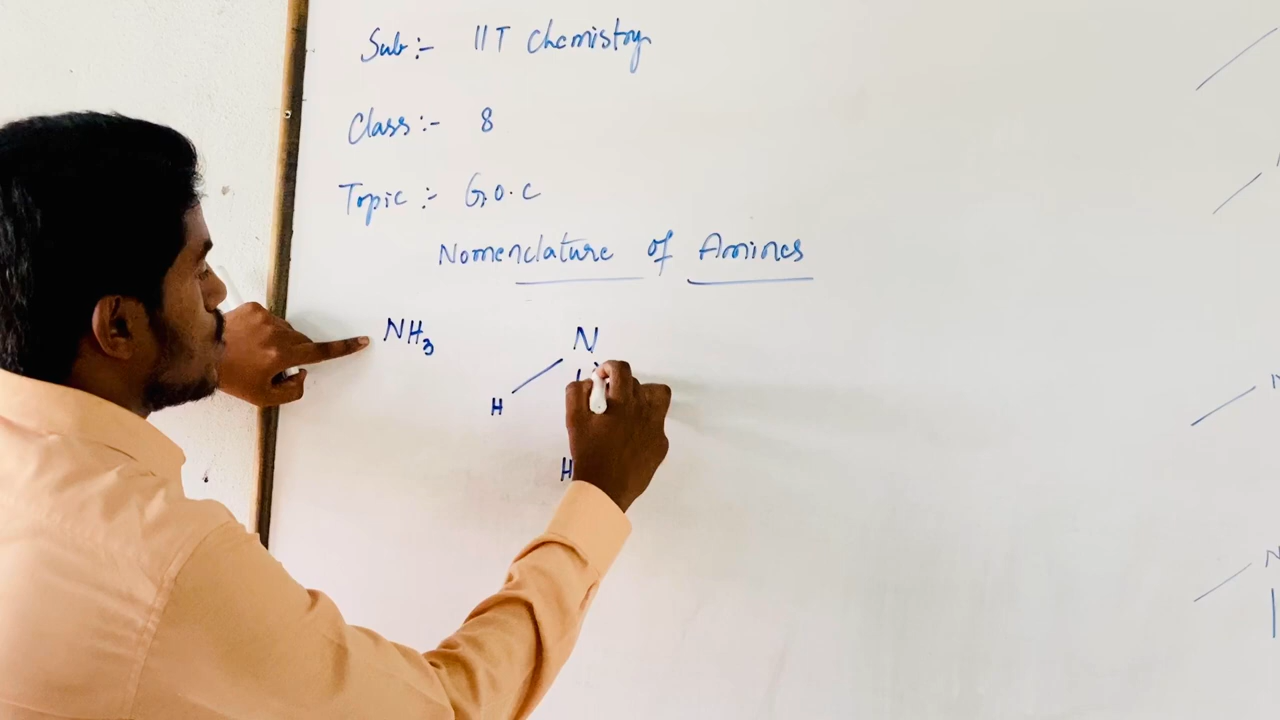 Sub:- IIT Chemistry
Class:- 8
Topic:- G.O.C
Nomenclature of Amines
NH3 N
H
H
N